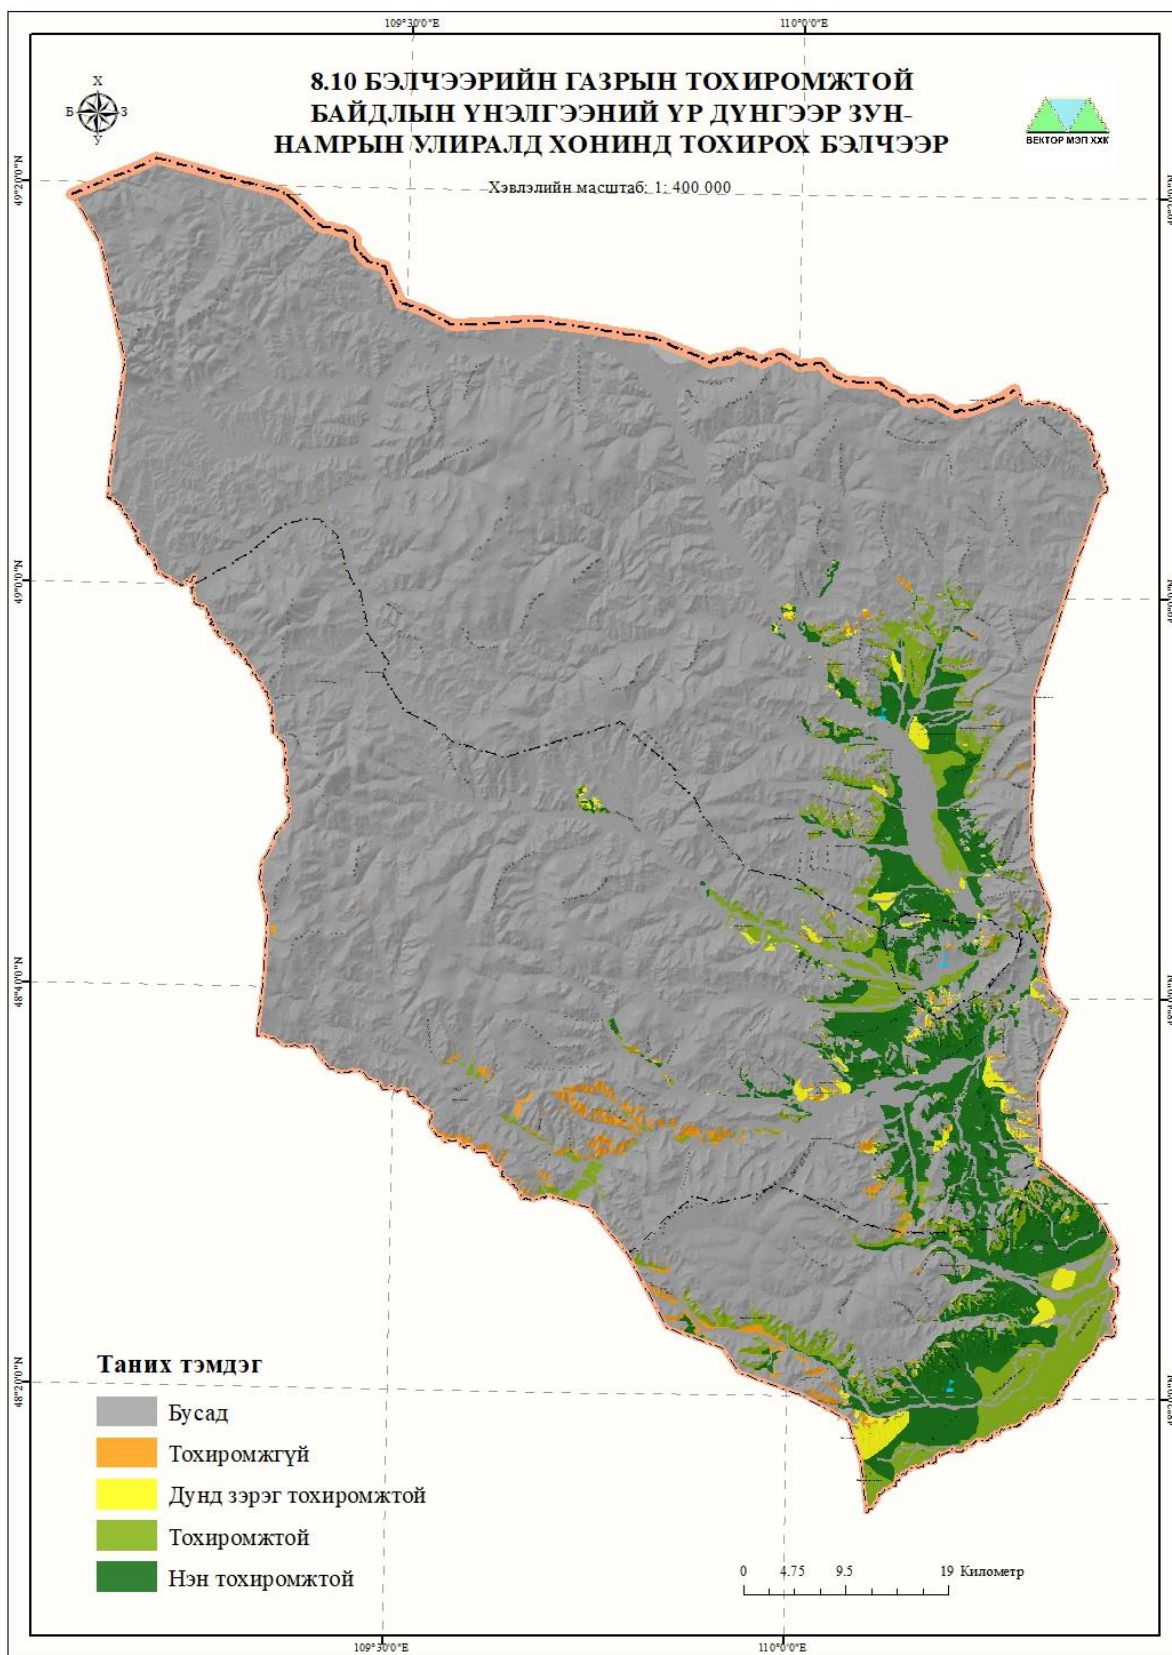 109°30'0"E
110°0'0"E
8.10 БЭЛЧЭЭРИЙН ГАЗРЫН ТОХИРОМЖТОЙ
БАЙДЛЫН ҮНЭЛГЭЭНИЙ ҮР ДҮНГЭЭР ЗУН-
НАМРЫН УЛИРАЛД ХОНИНД ТОХИРОХ БЭЛЧЭЭР
Хэвлэлийн масштаб: 1: 400 000
Х
Б
З
У
ВЕКТОР МЭП ХХК
49°20'0"N
49°0'0"N
48°40'0"N
48°20'0"N
Таних тэмдэг
Бусад
Тохиромжгүй
Дунд зэрэг тохиромжтой
Тохиромжтой
Нэн тохиромжтой
0 4.75 9.5 19 Километр
109°30'0"E
110°0'0"E